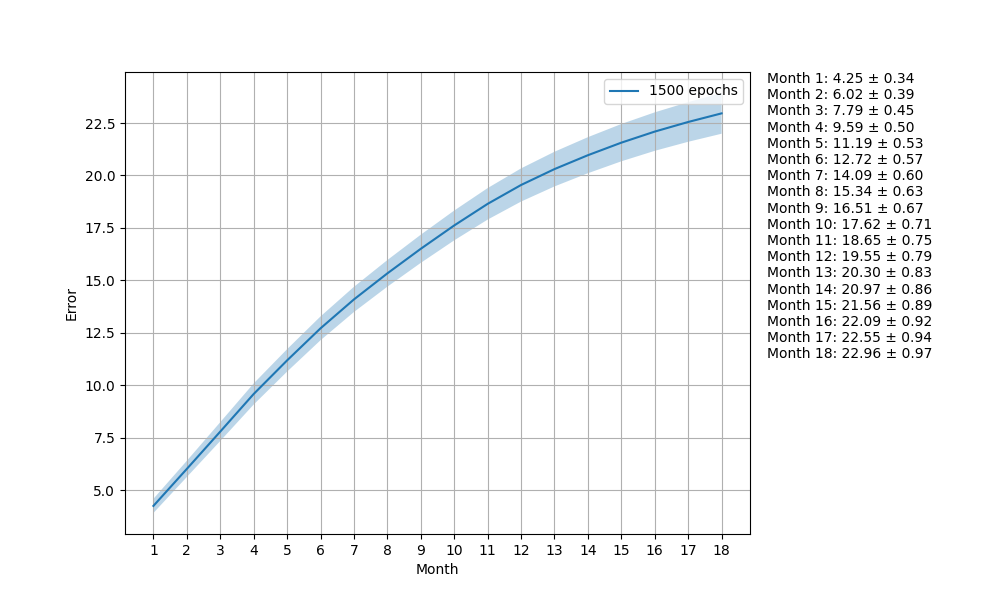 1500 epochs
22.5
20.0
17.5
15.0
12.5
10.0
7.5
5.0
Error
1 2 3 4 5 6 7 8 9 10 11 12 13 14 15 16 17 18
Month
Month 1: 4.25 ± 0.34
Month 2: 6.02 ± 0.39
Month 3: 7.79 ± 0.45
Month 4: 9.59 ± 0.50
Month 5: 11.19 ± 0.53
Month 6: 12.72 ± 0.57
Month 7: 14.09 ± 0.60
Month 8: 15.34 ± 0.63
Month 9: 16.51 ± 0.67
Month 10: 17.62 ± 0.71
Month 11: 18.65 ± 0.75
Month 12: 19.55 ± 0.79
Month 13: 20.30 ± 0.83
Month 14: 20.97 ± 0.86
Month 15: 21.56 ± 0.89
Month 16: 22.09 ± 0.92
Month 17: 22.55 ± 0.94
Month 18: 22.96 ± 0.97